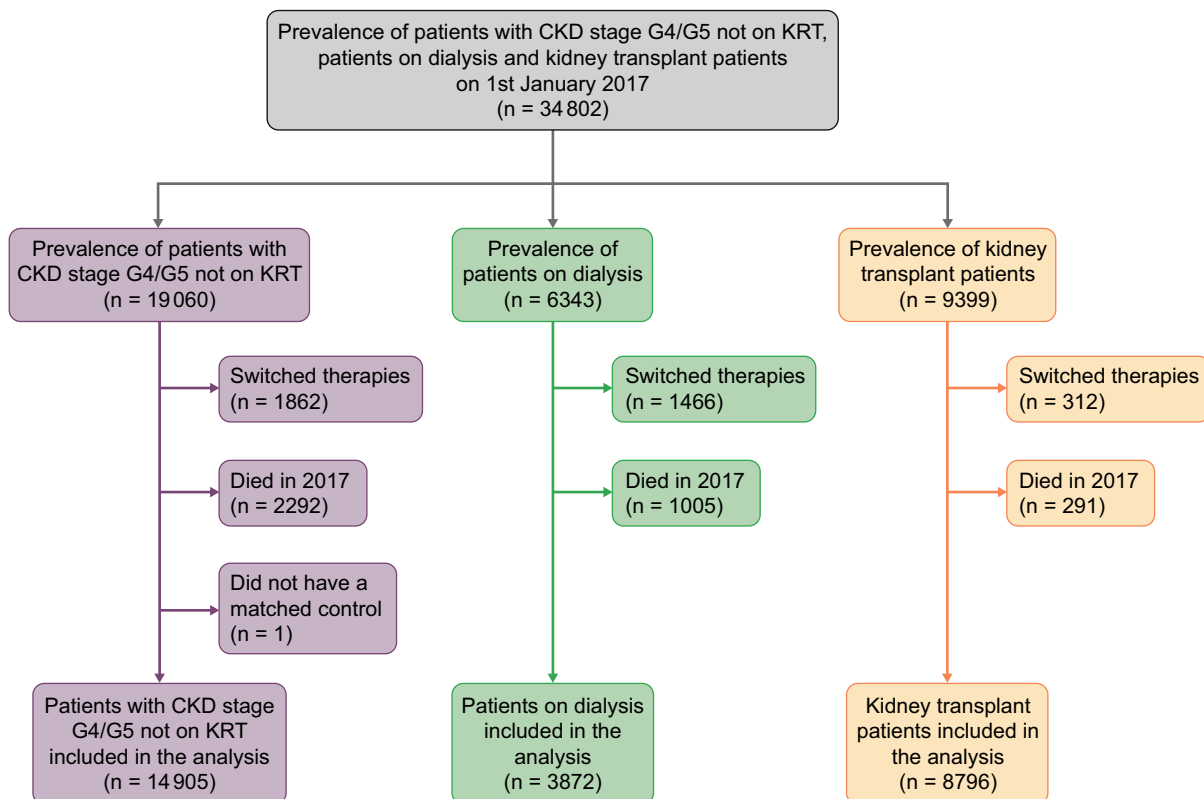 Prevalence of patients with CKD stage G4/G5 not on KRT,
patients on dialysis and kidney transplant patients
on 1st January 2017
(n = 34 802)
Prevalence of patients with
CKD stage G4/G5 not on KRT
(n = 19 060)
Prevalence of
patients on dialysis
(n = 6343)
Prevalence of kidney
transplant patients
(n = 9399)
Switched therapies
(n = 1862)
Switched therapies
(n = 1466)
Switched therapies
(n = 312)
Died in 2017
(n = 2292)
Died in 2017
(n = 1005)
Died in 2017
(n = 291)
Did not have a
matched control
(n = 1)
Patients with CKD stage
G4/G5 not on KRT
included in the analysis
n = 14 905)
Patients on dialysis
included in the
analysis
n = 3872)
Kidney transplant
patients included in
the analysis
n = 8796)